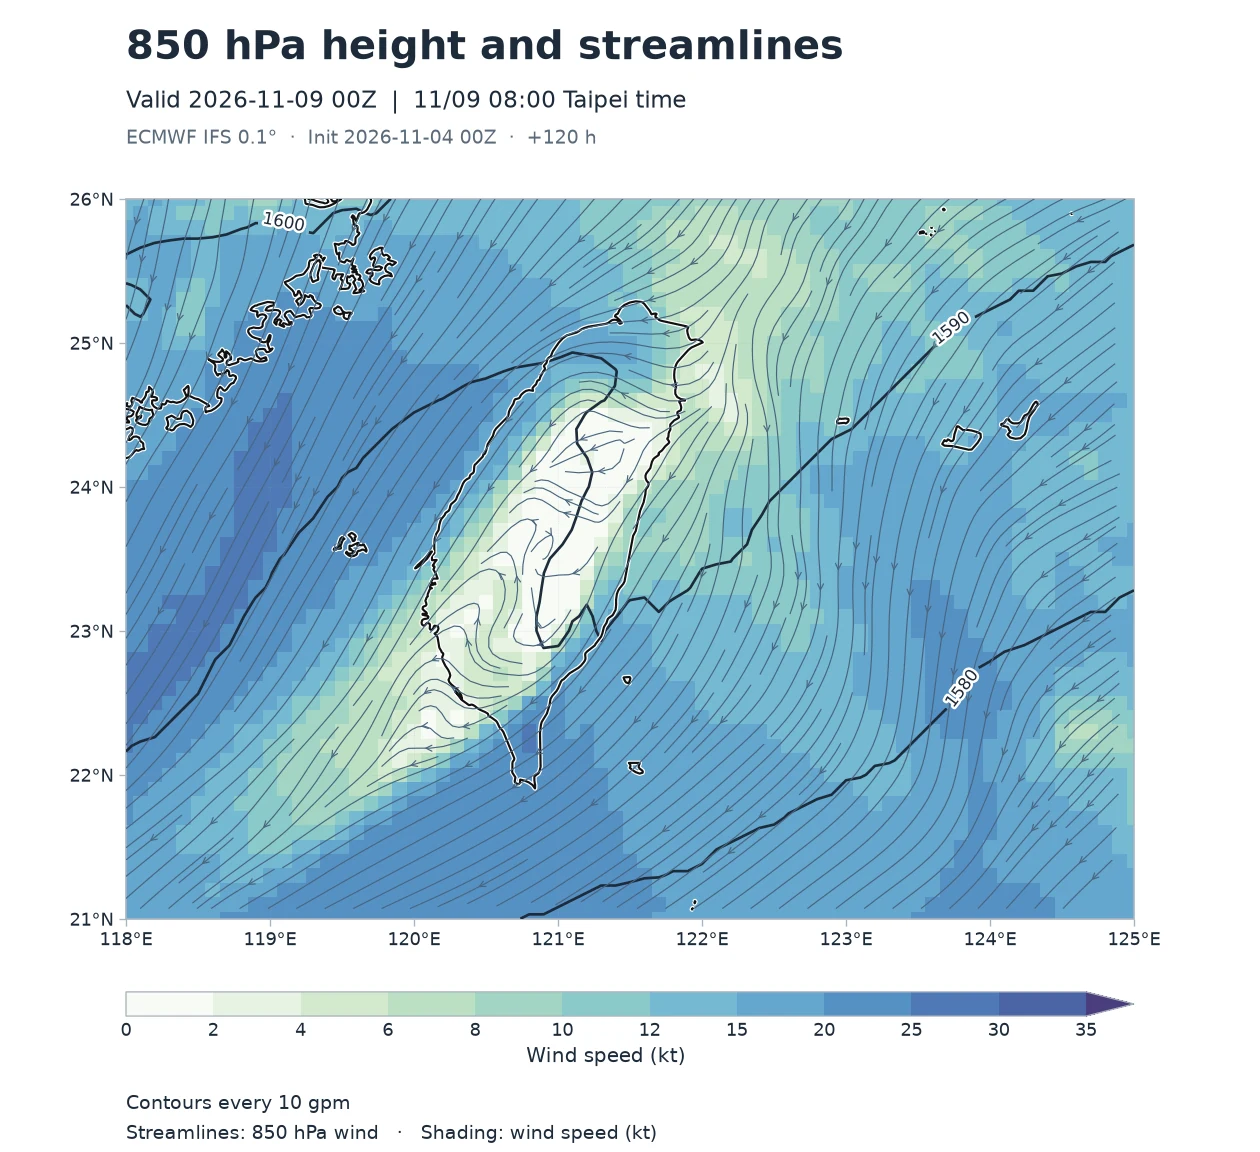 850 hPa height and streamlines
Valid 2026-11-09 00Z | 11/09 08:00 Taipei time
ECMWF IFS 0.1° · Init 2026-11-04 00Z · +120 h
26°N
1600
25°N
1590
24°N
23°N
1580
22°N
21°N
118°E 119°E 120°E 121°E 122°E 123°E 124°E 125°E
0 2 4 6 8 10 12 15 20 25 30 35
Wind speed (kt)
Contours every 10 gpm
Streamlines: 850 hPa wind · Shading: wind speed (kt)